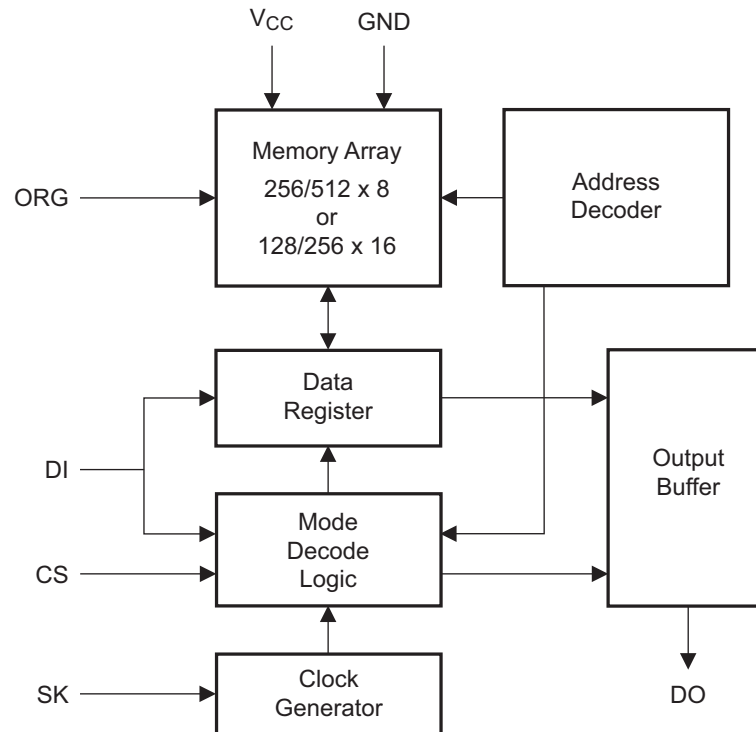 VCC
GND
Memory Array
256/512 x 8
or
128/256 x 16
ORG
Address
Decoder
Data
Register
DI
Output
Buffer
Mode
Decode
Logic
CS
Clock
Generator
SK
DO